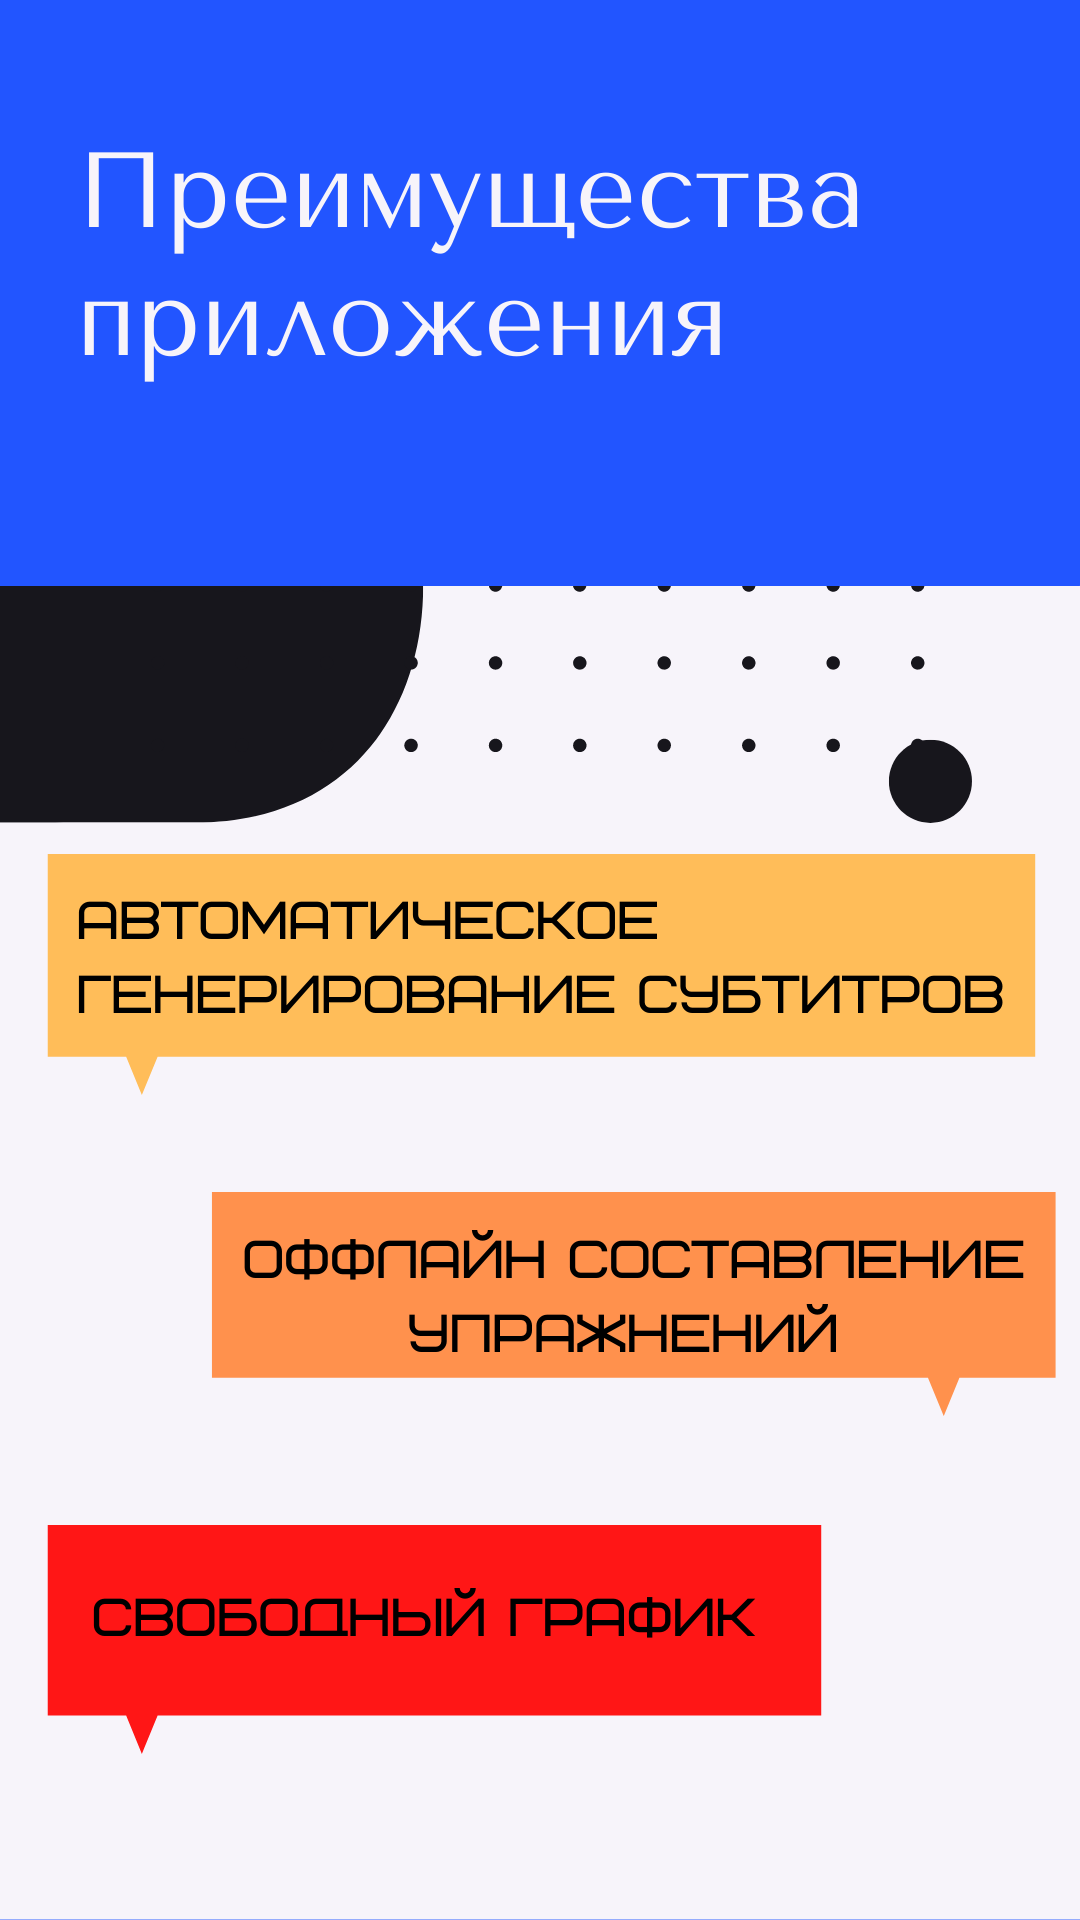 Преимущества
приложения
АВТОМАТИЧЕСКОЕ
ГЕНЕРИРОВАНИЕ СУБТИТРОВ
ОФФЛАЙН СОСТАВЛЕНИЕ
УПРАЖНЕНИЙ
СВОБОДНЫЙ ГРАФИК